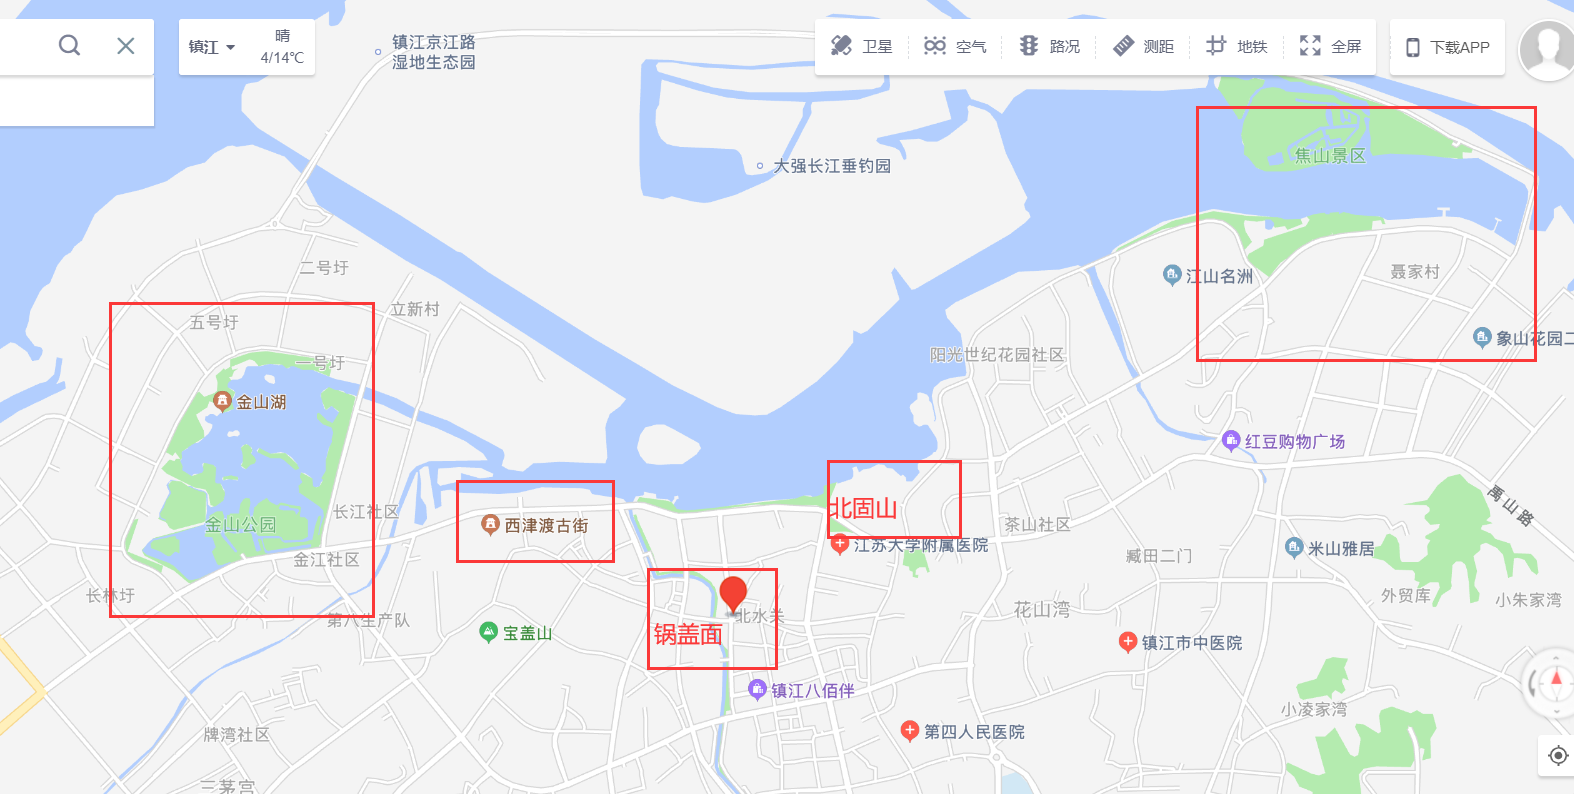 镇江
晴
4/14℃
镇江京江路
湿地生态园
卫星
空气
路况
测距
地铁
全屏
下载APP
大强长江垂钓园
焦山景区
二号圩
江山名洲
聂家村
立新村
五号圩
象山花园二
一号圩
阳光世纪花园社区
金山湖
红豆购物广场
禹山路
长江社区
金山公园
西津渡古街
北固山
茶山社区
江苏大学附属医院
米山雅居
臧田二门
金江社区
长林圩
外贸库
小朱家湾
花山湾
第八生产队
北水关
锅盖面
宝盖山
镇江市中医院
镇江八佰伴
小凌家湾
牌湾社区
第四人民医院
三茅宫